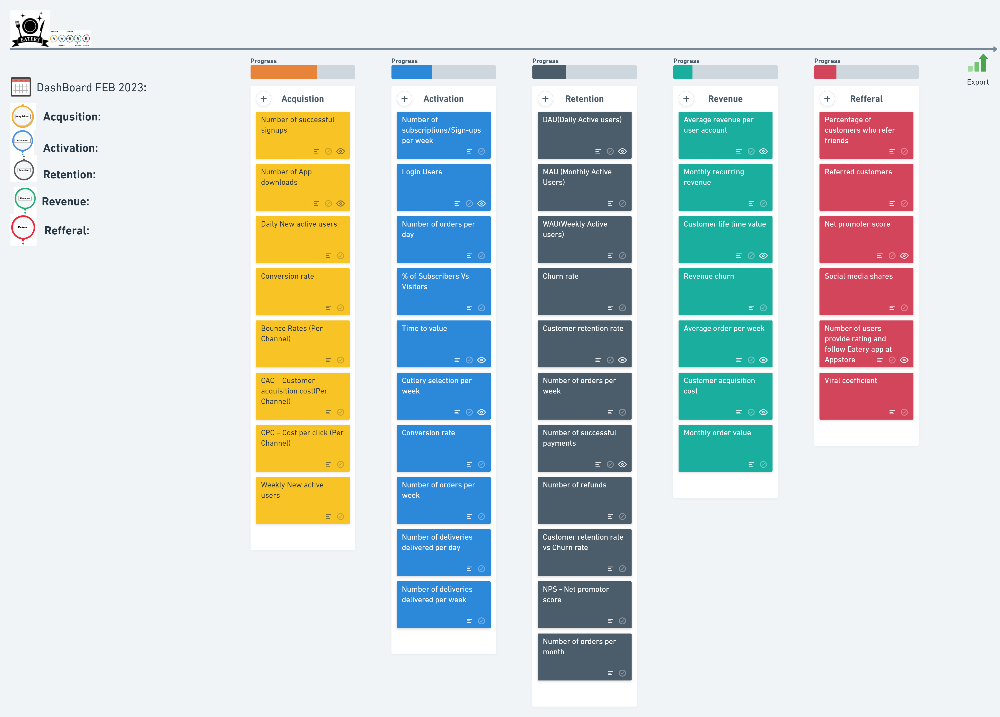 EATERY
Acquisition
Retention
A A R R R
Activation
Revenue
Referral
Export
DashBoard FEB 2023:
Acquisition
Acqusition:
Activation
Activation:
Retention
Retention:
Revenue
Revenue:
Referral
Refferal:
Progress
Acquistion
Number of successful
signups
Number of App
downloads
Daily New active users
Conversion rate
Bounce Rates (Per
Channel)
CAC – Customer
acquisition cost(Per
Channel)
CPC – Cost per click (Per
Channel)
Weekly New active
users
Progress
Activation
Number of
subscriptions/Sign-ups
per week
Login Users
Number of orders per
day
% of Subscribers Vs
Visitors
Time to value
Cutlery selection per
week
Conversion rate
Number of orders per
week
Number of deliveries
delivered per day
Number of deliveries
delivered per week
Progress
Retention
DAU(Daily Active users)
MAU (Monthly Active
Users)
WAU(Weekly Active
users)
Churn rate
Customer retention rate
Number of orders per
week
Number of successful
payments
Number of refunds
Customer retention rate
vs Churn rate
NPS - Net promotor
score
Number of orders per
month
Progress
Revenue
Average revenue per
user account
Monthly recurring
revenue
Customer life time value
Revenue churn
Average order per week
Customer acquisition
cost
Monthly order value
Progress
Refferal
Percentage of
customers who refer
friends
Referred customers
Net promoter score
Social media shares
Number of users
provide rating and
follow Eatery app at
Appstore
Viral coefficient